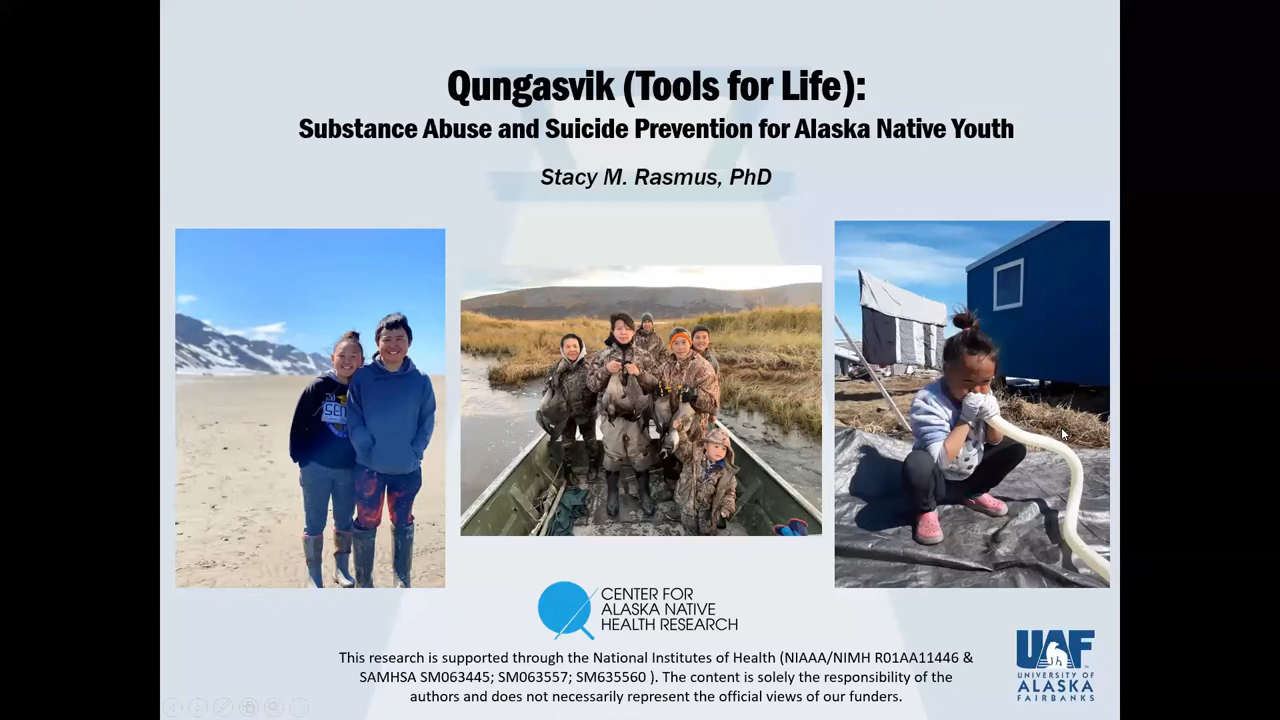 Qungasvik (Tools for Life):
Substance Abuse and Suicide Prevention for Alaska Native Youth
Stacy M. Rasmus, PhD
SEN
CENTER FOR
ALASKA NATIVE
HEALTH RESEARCH
This research is supported through the National Institutes of Health (NIAAA/NIMH R01AA11446 &
SAMHSA SM063445; SM063557; SM635560 ). The content is solely the responsibility of the
authors and does not necessarily represent the official views of our funders.
UAF
UNIVERSITY OF
ALASKA
FAIRBANKS